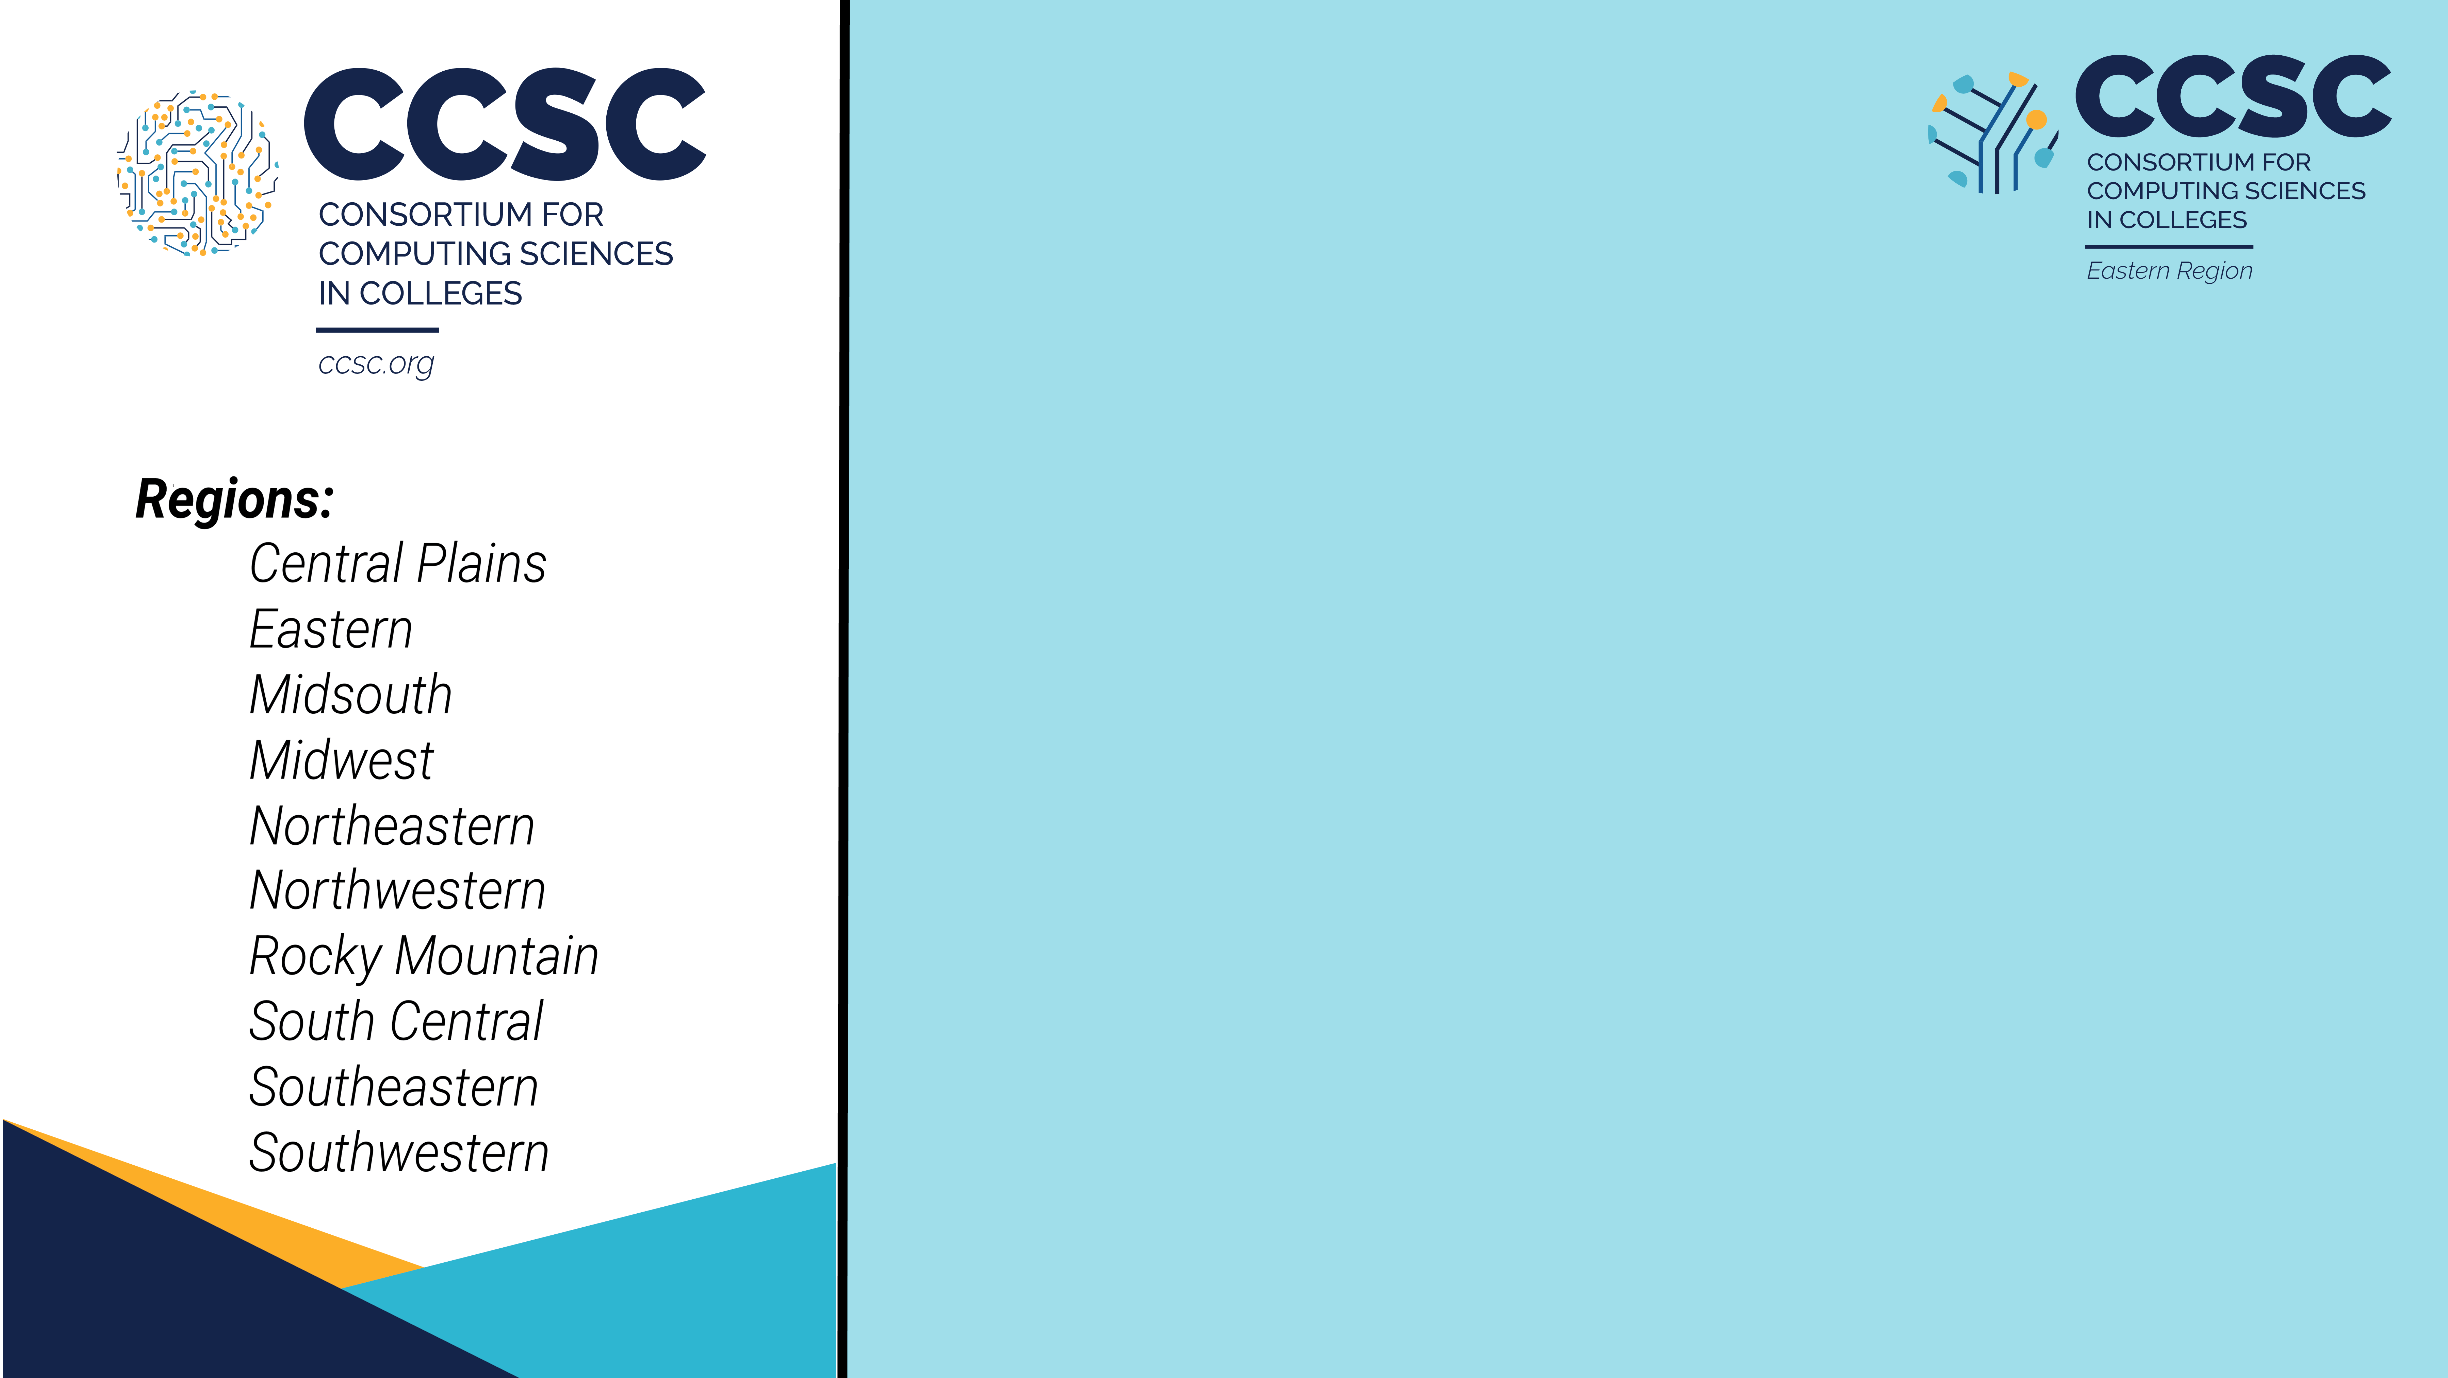 CCSC
CONSORTIUM FOR
COMPUTING SCIENCES
IN COLLEGES
ccsc.org
Regions:
Central Plains
Eastern
Midsouth
Midwest
Northeastern
Northwestern
Rocky Mountain
South Central
Southeastern
Southwestern
CCSC
CONSORTIUM FOR
COMPUTING SCIENCES
IN COLLEGES
Eastern Region